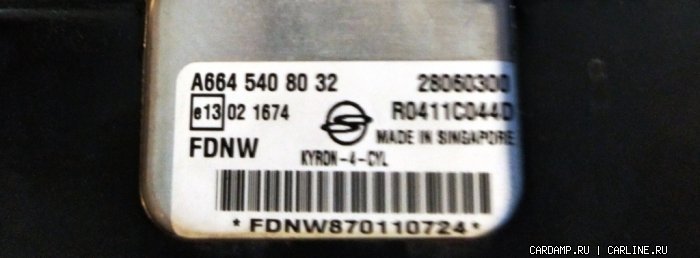 A664 540 80 32 28060300
e13 02 1674 R0411C044D
MADE IN SINGAPORE
FDNW KYRON-4-CYL
*FDNW870110724*
CARDAMP.RU | CARLINE.RU